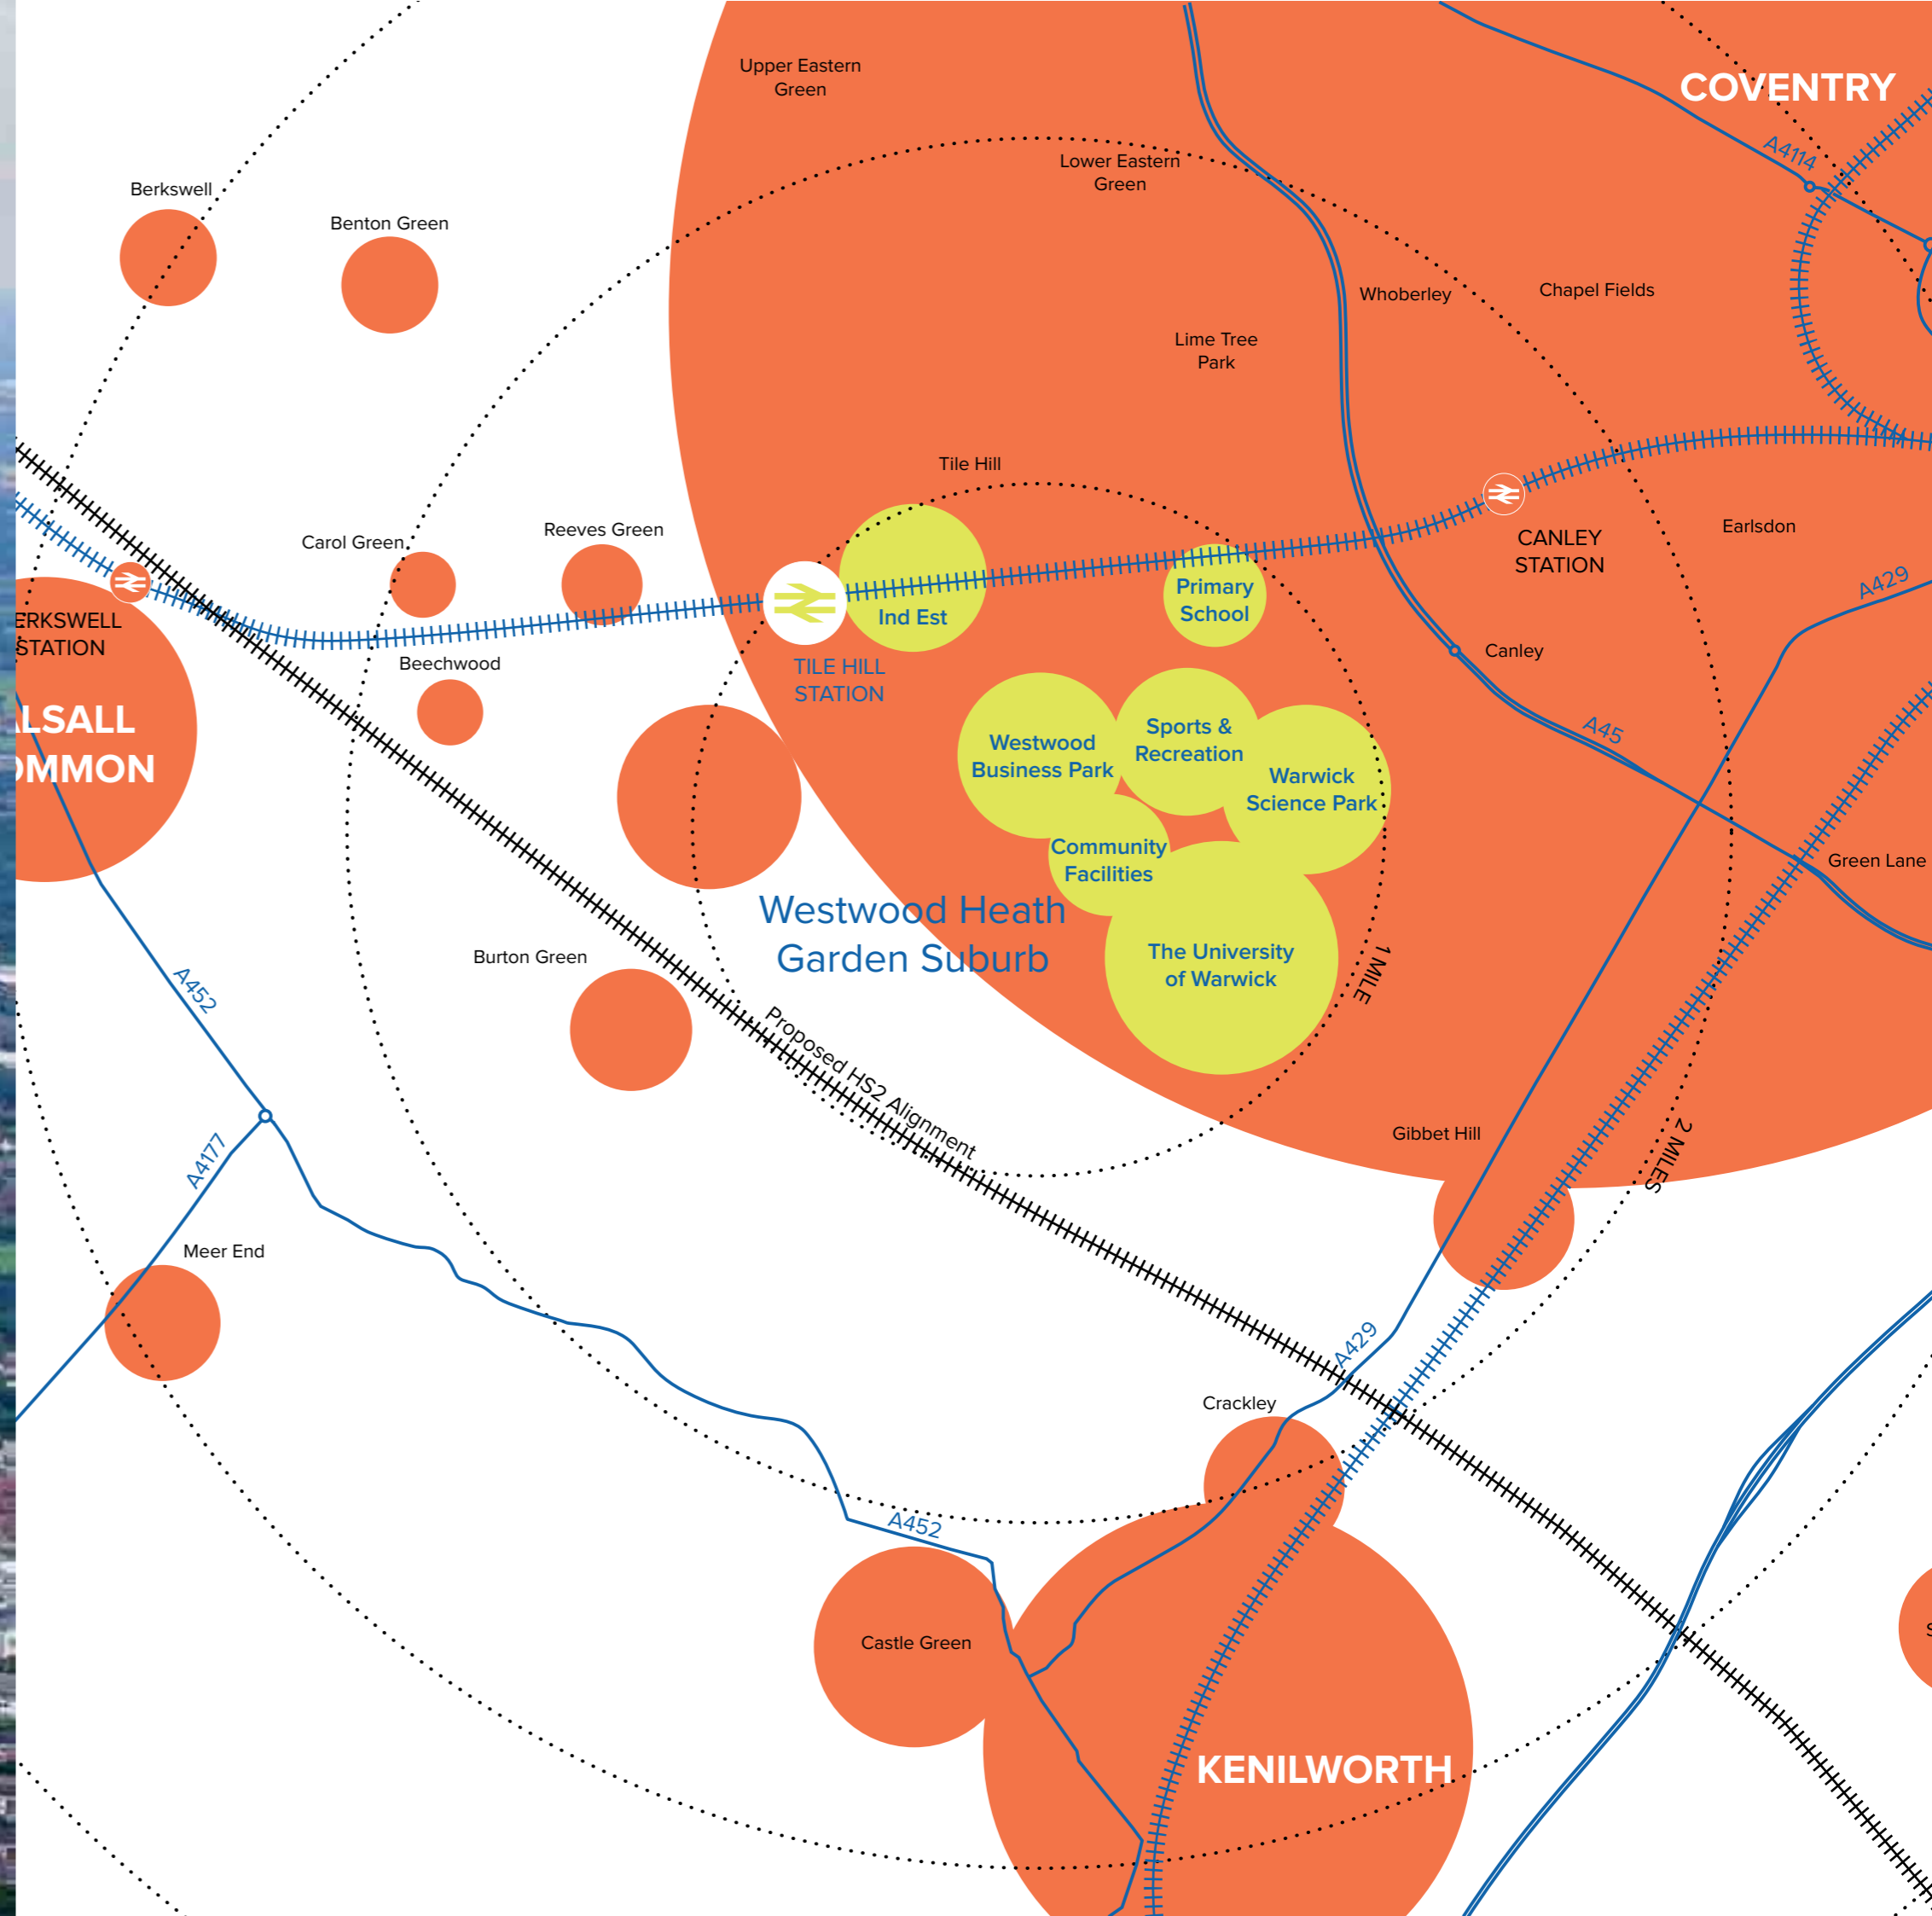 Upper Eastern
Green
COVENTRY
A4114
Lower Eastern
Green
Berkswell
Benton Green
Whoberley
Chapel Fields
Lime Tree
Park
Tile Hill
Carol Green
Reeves Green
CANLEY
STATION
Earlsdon
A429
Ind Est
Primary
School
ERKSWELL
STATION
Beechwood
TILE HILL
STATION
Canley
A45
ALSALL
OMMON
Westwood
Business Park
Sports &
Recreation
Warwick
Science Park
Community
Facilities
Green Lane
Westwood Heath
Garden Suburb
Burton Green
The University
of Warwick
1 MILE
A452
Proposed HS2 Alignment
Gibbet Hill
2 MILES
A4177
Meer End
A429
Crackley
A452
Castle Green
S
KENILWORTH